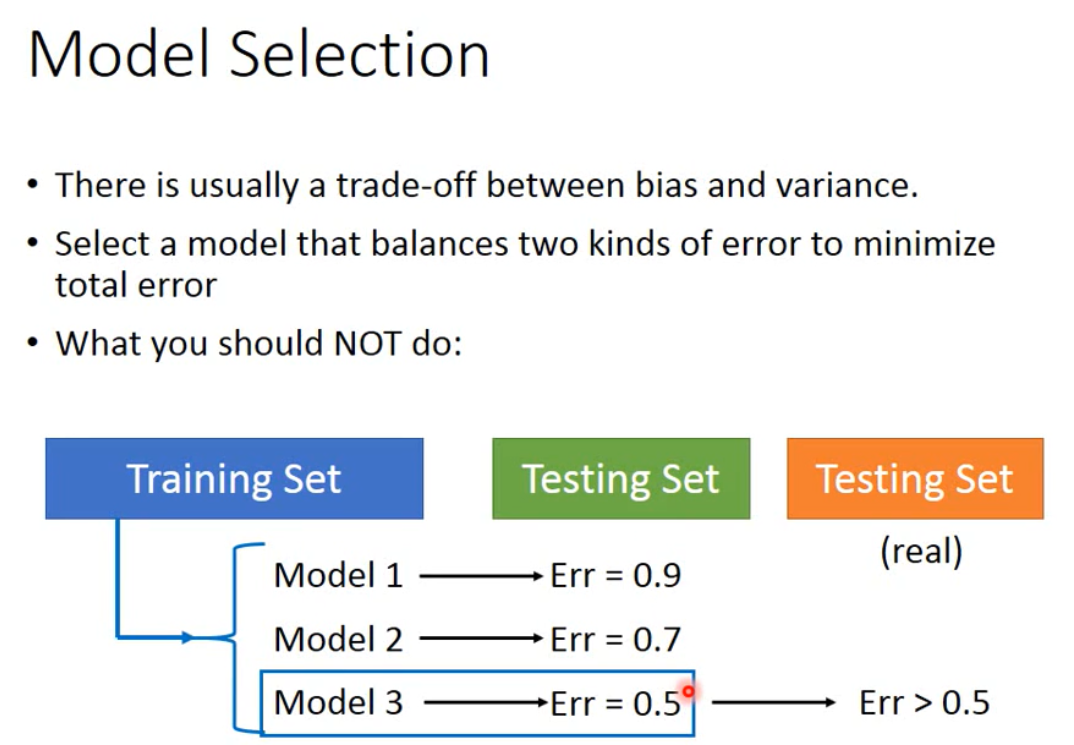 Model Selection
• There is usually a trade-off between bias and variance.
• Select a model that balances two kinds of error to minimize
total error
• What you should NOT do:
Training Set
Testing Set
Testing Set
(real)
Model 1
Err = 0.9
Model 2
Err = 0.7
Model 3
Err = 0.5
Err > 0.5